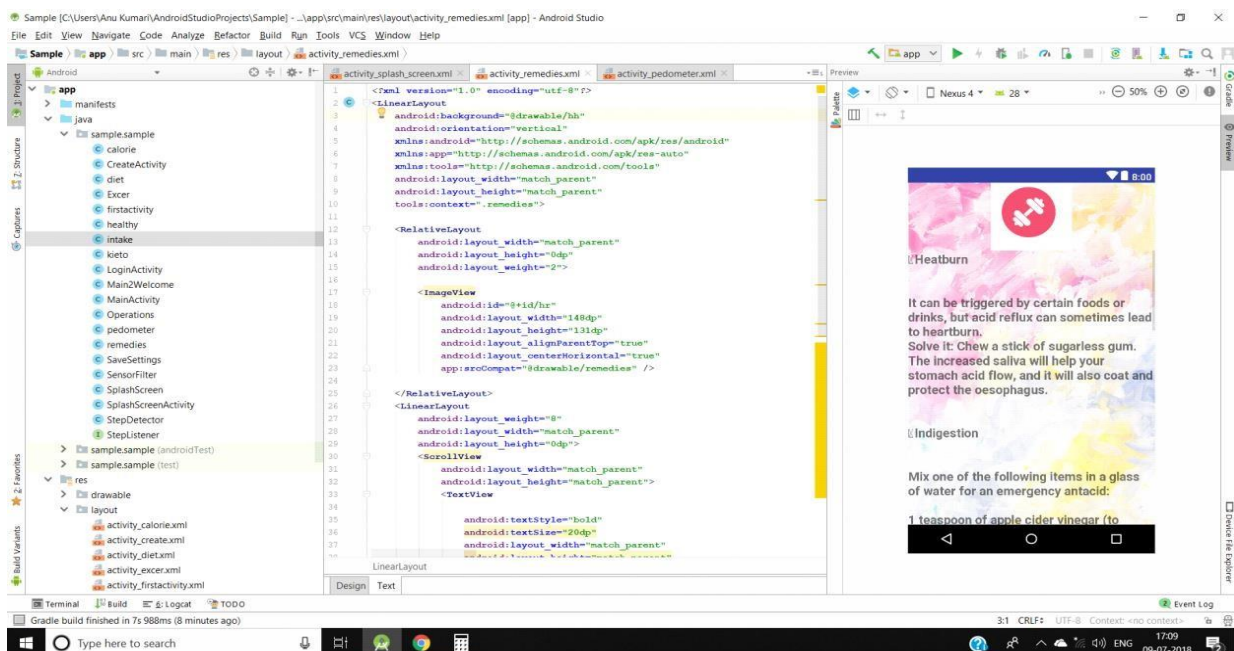 Sample [C:\Users\Anu Kumari\AndroidStudioProjects\Sample] - ...\app\src\main\res\layout\activity_remedies.xml [app] - Android Studio
File Edit View Navigate Code Analyze Refactor Build Run Tools VCS Window Help
Sample app src main res layout activity_remedies.xml
app
Android
activity_splash_screen.xml activity_remedies.xml activity_pedometer.xml
Preview
1: Project
Z: Structure
Captures
2: Favorites
Build Variants
app
manifests
java
sample.sample
calorie
CreateActivity
diet
Excer
firstactivity
healthy
intake
kieto
LoginActivity
Main2Welcome
MainActivity
Operations
pedometer
remedies
SaveSettings
SensorFilter
SplashScreen
SplashScreenActivity
StepDetector
StepListener
sample.sample (androidTest)
sample.sample (test)
res
drawable
layout
activity_calorie.xml
activity_create.xml
activity_diet.xml
activity_excer.xml
activity_firstactivity.xml
1 <?xml version="1.0" encoding="utf-8"?>
2 <LinearLayout
3 android:background="@drawable/hh"
4 android:orientation="vertical"
5 xmlns:android="http://schemas.android.com/apk/res/android"
6 xmlns:app="http://schemas.android.com/apk/res-auto"
7 xmlns:tools="http://schemas.android.com/tools"
8 android:layout_width="match_parent"
9 android:layout_height="match_parent"
10 tools:context=".remedies">
11
12 <RelativeLayout
13 android:layout_width="match_parent"
14 android:layout_height="0dp"
15 android:layout_weight="2">
16
17 <ImageView
18 android:id="@+id/hr"
19 android:layout_width="148dp"
20 android:layout_height="131dp"
21 android:layout_alignParentTop="true"
22 android:layout_centerHorizontal="true"
23 app:srcCompat="@drawable/remedies" />
24
25 </RelativeLayout>
26 <LinearLayout
27 android:layout_weight="8"
28 android:layout_width="match_parent"
29 android:layout_height="0dp">
30 <ScrollView
31 android:layout_width="match_parent"
32 android:layout_height="match_parent">
33 <TextView
34
35 android:textStyle="bold"
36 android:textSize="20dp"
37 android:layout_width="match_parent"
LinearLayout
Design Text
Palette
Nexus 4 28 50%
8:00
Heatburn
It can be triggered by certain foods or
drinks, but acid reflux can sometimes lead
to heartburn.
Solve it: Chew a stick of sugarless gum.
The increased saliva will help your
stomach acid flow, and it will also coat and
protect the oesophagus.
Indigestion
Mix one of the following items in a glass
of water for an emergency antacid:
1 teaspoon of apple cider vinegar (to
Gradle
Preview
Device File Explorer
Terminal Build 6: Logcat TODO
2 Event Log
Gradle build finished in 7s 988ms (8 minutes ago)
3:1 CRLF: UTF-8 Context: <no context>
Type here to search
ENG
17:09
09-07-2018
2